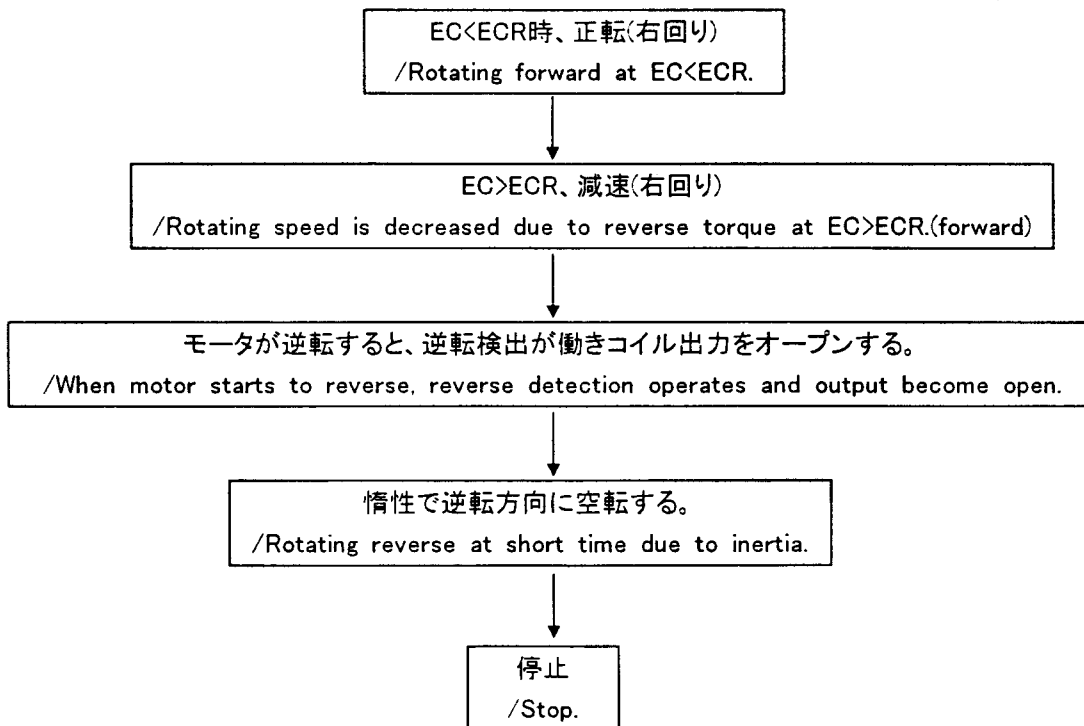 EC<ECR時、正転(右回り)
/Rotating forward at EC<ECR.
EC>ECR、減速(右回り)
/Rotating speed is decreased due to reverse torque at EC>ECR.(forward)
モータが逆転すると、逆転検出が働きコイル出力をオープンする。
/When motor starts to reverse, reverse detection operates and output become open.
惰性で逆転方向に空転する。
/Rotating reverse at short time due to inertia.
停止
/Stop.